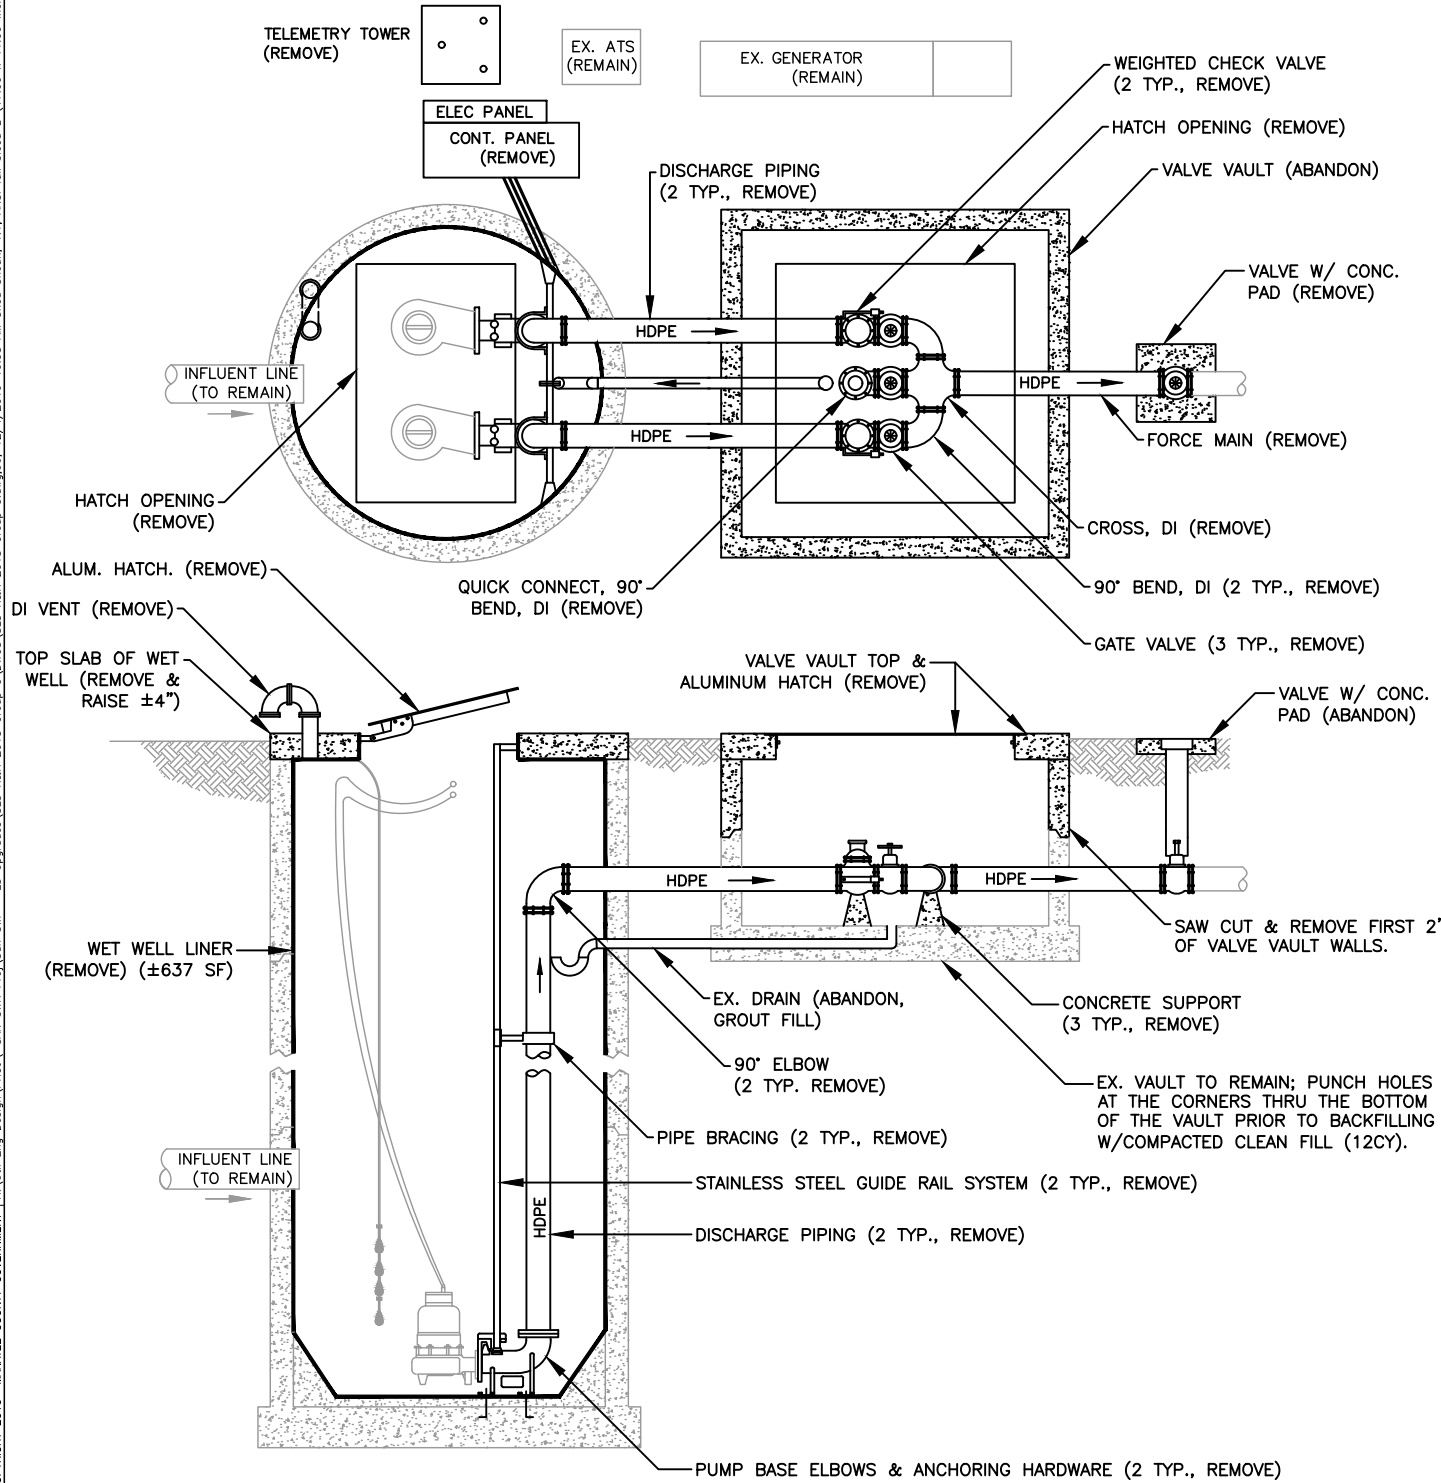 TELEMETRY TOWER
(REMOVE)
EX. ATS
(REMAIN)
EX. GENERATOR
(REMAIN)
WEIGHTED CHECK VALVE
(2 TYP., REMOVE)
ELEC PANEL
CONT. PANEL
(REMOVE)
HATCH OPENING (REMOVE)
DISCHARGE PIPING
(2 TYP., REMOVE)
VALVE VAULT (ABANDON)
VALVE W/ CONC.
PAD (REMOVE)
HDPE
INFLUENT LINE
(TO REMAIN)
HDPE
HDPE
FORCE MAIN (REMOVE)
HATCH OPENING
(REMOVE)
CROSS, DI (REMOVE)
ALUM. HATCH. (REMOVE)
QUICK CONNECT, 90°
BEND, DI (REMOVE)
90° BEND, DI (2 TYP., REMOVE)
DI VENT (REMOVE)
GATE VALVE (3 TYP., REMOVE)
TOP SLAB OF WET
WELL (REMOVE &
RAISE ±4")
VALVE VAULT TOP &
ALUMINUM HATCH (REMOVE)
VALVE W/ CONC.
PAD (ABANDON)
HDPE
HDPE
WET WELL LINER
(REMOVE) (±637 SF)
SAW CUT & REMOVE FIRST 2'
OF VALVE VAULT WALLS.
EX. DRAIN (ABANDON,
GROUT FILL)
CONCRETE SUPPORT
(3 TYP., REMOVE)
90° ELBOW
(2 TYP. REMOVE)
EX. VAULT TO REMAIN; PUNCH HOLES
AT THE CORNERS THRU THE BOTTOM
OF THE VAULT PRIOR TO BACKFILLING
W/COMPACTED CLEAN FILL (12CY).
PIPE BRACING (2 TYP., REMOVE)
INFLUENT LINE
(TO REMAIN)
STAINLESS STEEL GUIDE RAIL SYSTEM (2 TYP., REMOVE)
HDPE
DISCHARGE PIPING (2 TYP., REMOVE)
PUMP BASE ELBOWS & ANCHORING HARDWARE (2 TYP., REMOVE)